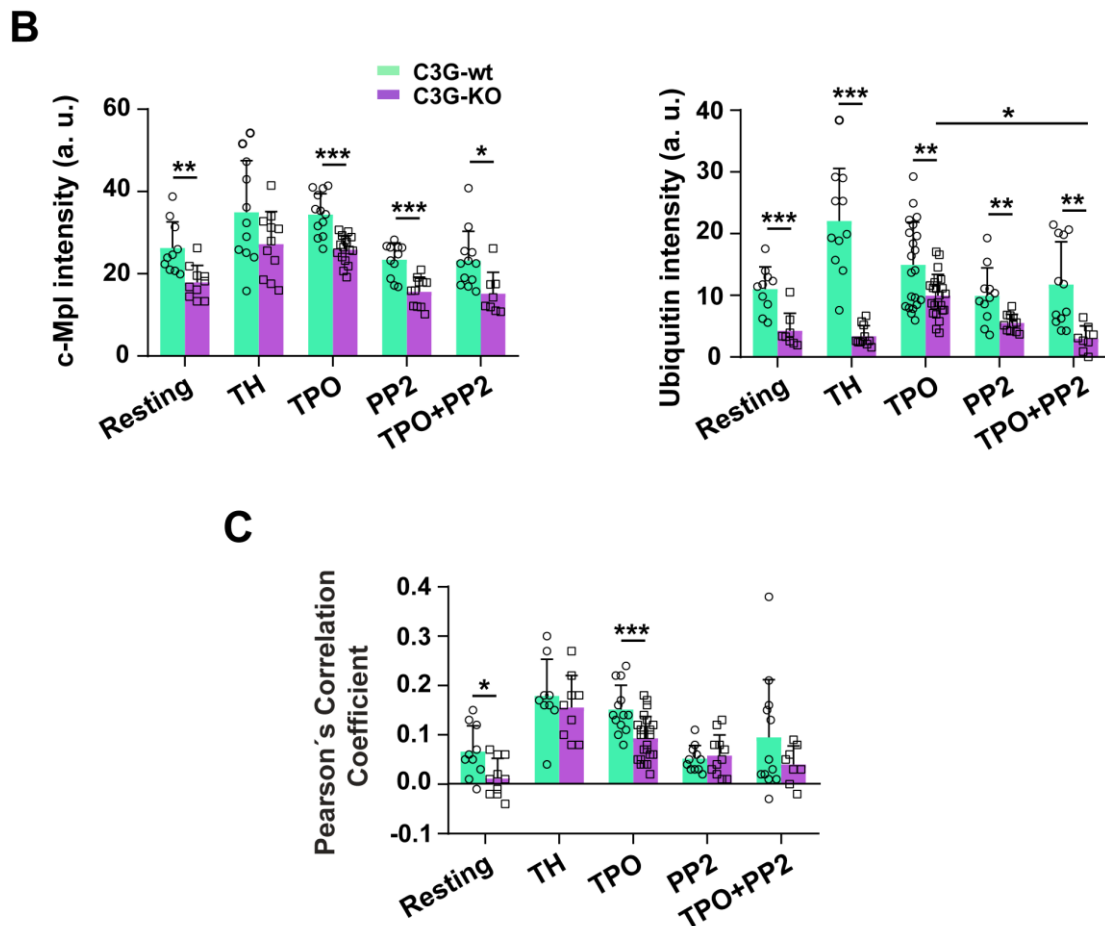 B
C3G-wt
C3G-KO
c-Mpl intensity (a. u.)
60
40
20
0
**
***
***
*
Resting
TH
TPO
PP2
TPO+PP2
Ubiquitin intensity (a. u.)
40
30
20
10
0
***
***
**
**
**
*
Resting
TH
TPO
PP2
TPO+PP2
C
Pearson´s Correlation
Coefficient
0.4
0.3
0.2
0.1
0.0
-0.1
*
***
Resting
TH
TPO
PP2
TPO+PP2